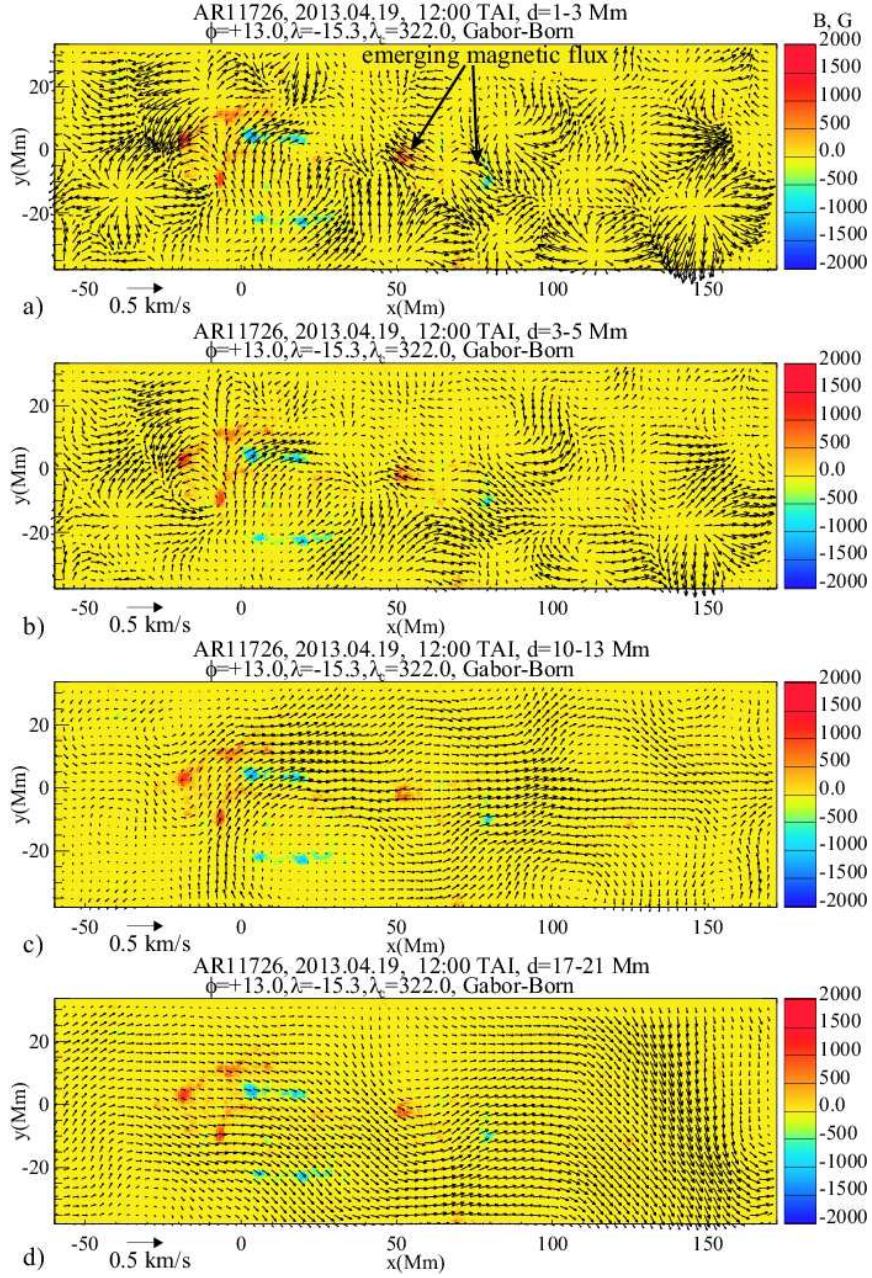 AR11726, 2013.04.19, 12:00 TAI, d=1-3 Mm
ϕ=+13.0,λ=-15.3,λc=322.0, Gabor-Born
B, G
emerging magnetic flux
2000
1500
1000
500
0.0
-500
-1000
-1500
-2000
y(Mm)
20
0
-20
-50
0
50
100
150
a)
0.5 km/s
x(Mm)
AR11726, 2013.04.19, 12:00 TAI, d=3-5 Mm
ϕ=+13.0,λ=-15.3,λc=322.0, Gabor-Born
2000
1500
1000
500
0.0
-500
-1000
-1500
-2000
y(Mm)
20
0
-20
-50
0
50
100
150
b)
0.5 km/s
x(Mm)
AR11726, 2013.04.19, 12:00 TAI, d=10-13 Mm
ϕ=+13.0,λ=-15.3,λc=322.0, Gabor-Born
2000
1500
1000
500
0.0
-500
-1000
-1500
-2000
y(Mm)
20
0
-20
-50
0
50
100
150
c)
0.5 km/s
x(Mm)
AR11726, 2013.04.19, 12:00 TAI, d=17-21 Mm
ϕ=+13.0,λ=-15.3,λc=322.0, Gabor-Born
2000
1500
1000
500
0.0
-500
-1000
-1500
-2000
y(Mm)
20
0
-20
-50
0
50
100
150
d)
0.5 km/s
x(Mm)